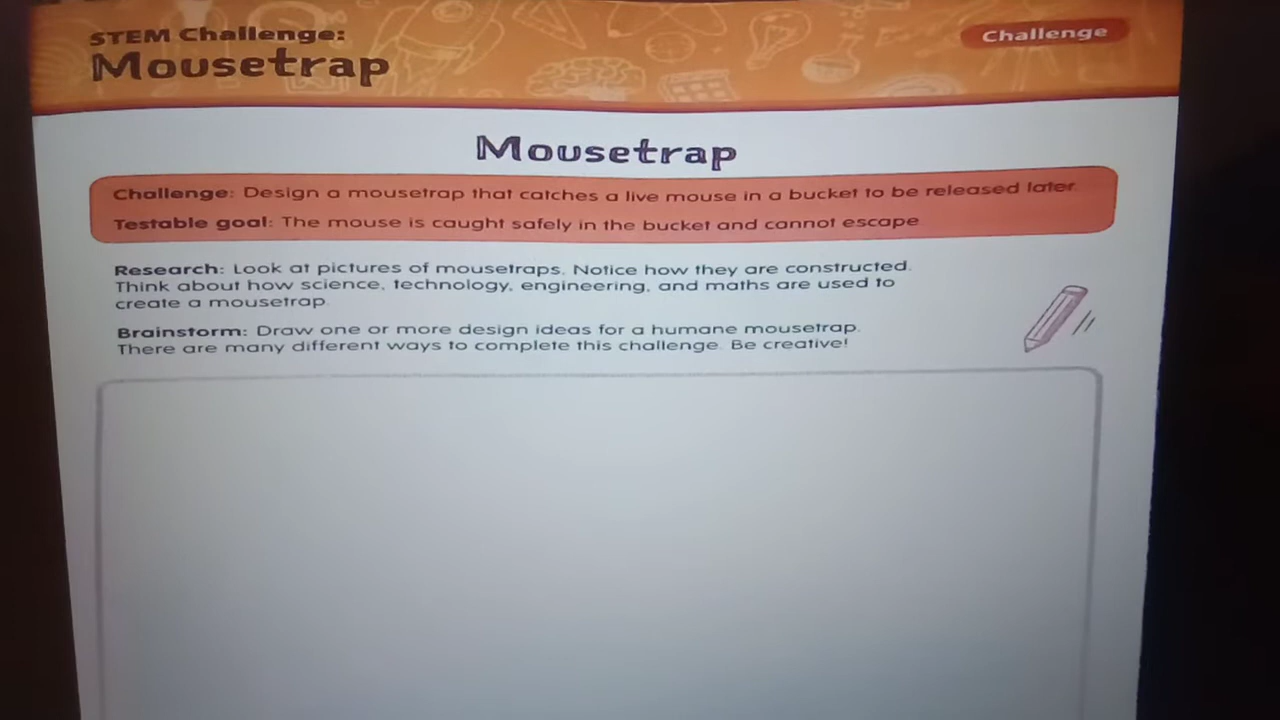 STEM Challenge:
Mousetrap
Challenge
Mousetrap
Challenge: Design a mousetrap that catches a live mouse in a bucket to be released later.
Testable goal: The mouse is caught safely in the bucket and cannot escape.
Research: Look at pictures of mousetraps. Notice how they are constructed.
Think about how science, technology, engineering, and maths are used to
create a mousetrap.
Brainstorm: Draw one or more design ideas for a humane mousetrap.
There are many different ways to complete this challenge. Be creative!